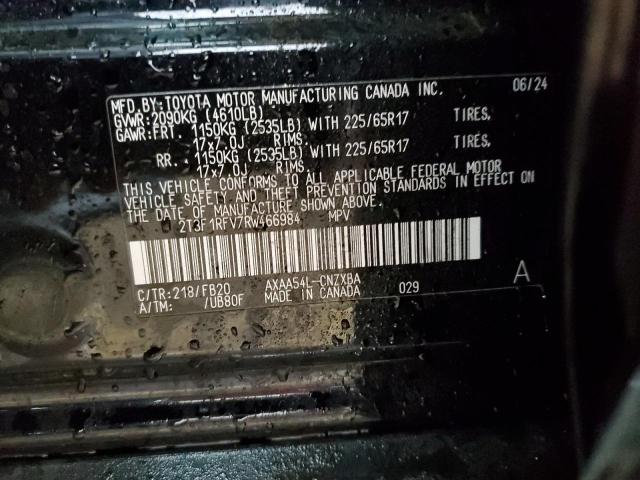 MFD.BY:TOYOTA MOTOR MANUFACTURING CANADA INC. 06/24
GVWR:2090KG (4610LB)
GAWR:FRT. 1150KG (2535LB) WITH 225/65R17 TIRES,
17x7.0J RIMS.
RR. 1150KG (2535LB) WITH 225/65R17 TIRES,
17x7.0J RIMS.
THIS VEHICLE CONFORMS TO ALL APPLICABLE FEDERAL MOTOR
VEHICLE SAFETY AND THEFT PREVENTION STANDARDS IN EFFECT ON
THE DATE OF MANUFACTURE SHOWN ABOVE.
2T3F1RFV7RW466984 MPV
C/TR:218/FB20 AXAA54L-CNZXBA 029 A
A/TM: /UB80F MADE IN CANADA